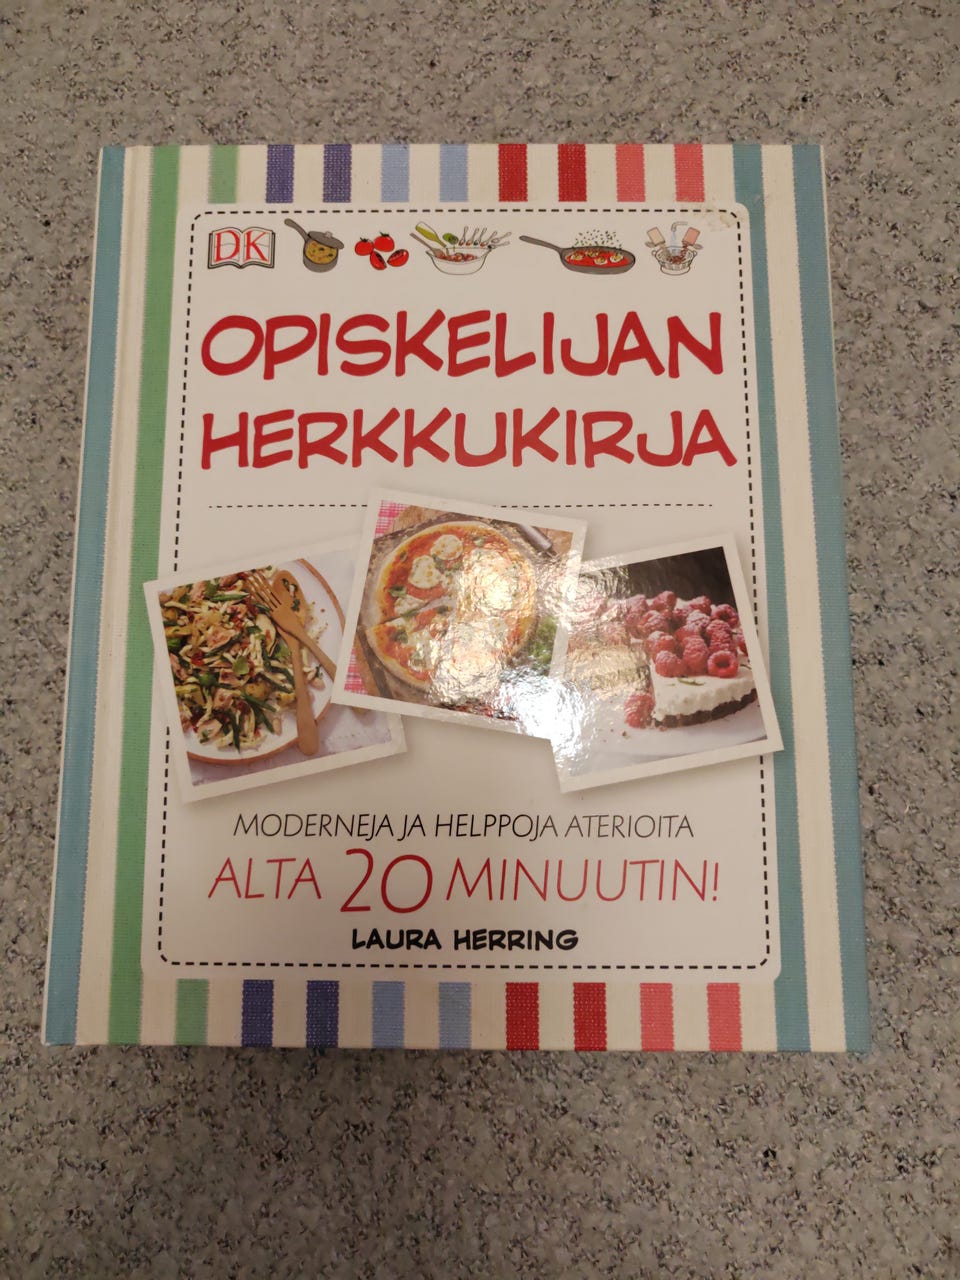 DK
OPISKELIJAN
HERKKUKIRJA
MODERNEJA JA HELPPOJA ATERIOITA
ALTA 20 MINUUTIN!
LAURA HERRING